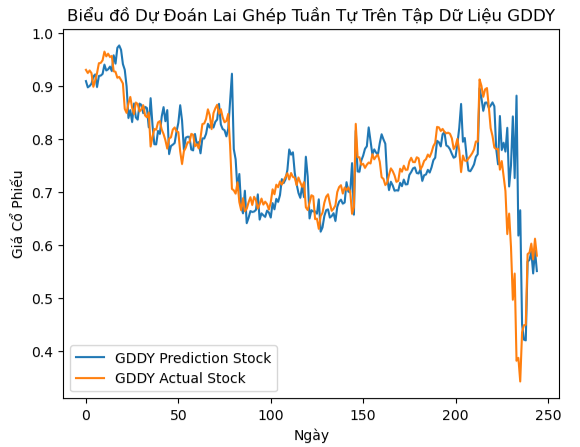 Biểu đồ Dự Đoán Lai Ghép Tuần Tự Trên Tập Dữ Liệu GDDY
1.0
0.9
0.8
0.7
0.6
0.5
0.4
Giá Cổ Phiếu
GDDY Prediction Stock
GDDY Actual Stock
0 50 100 150 200 250
Ngày